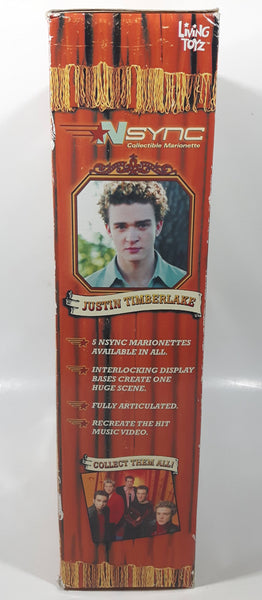 LiViNG
TOYZ
NSYNC
Collectible Marionette
JUSTIN TIMBERLAKE
5 NSYNC MARIONETTES
AVAILABLE IN ALL.
INTERLOCKING DISPLAY
BASES CREATE ONE
HUGE SCENE.
FULLY ARTICULATED.
RECREATE THE HIT
MUSIC VIDEO.
COLLECT THEM ALL!